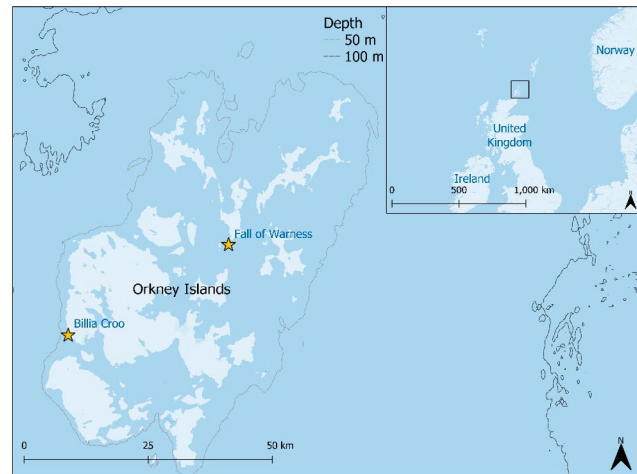 Depth
50 m
100 m
Norway
United
Kingdom
Ireland
0 500 1,000 km
N
Fall of Warness
Orkney Islands
Billia Croo
0 25 50 km
N